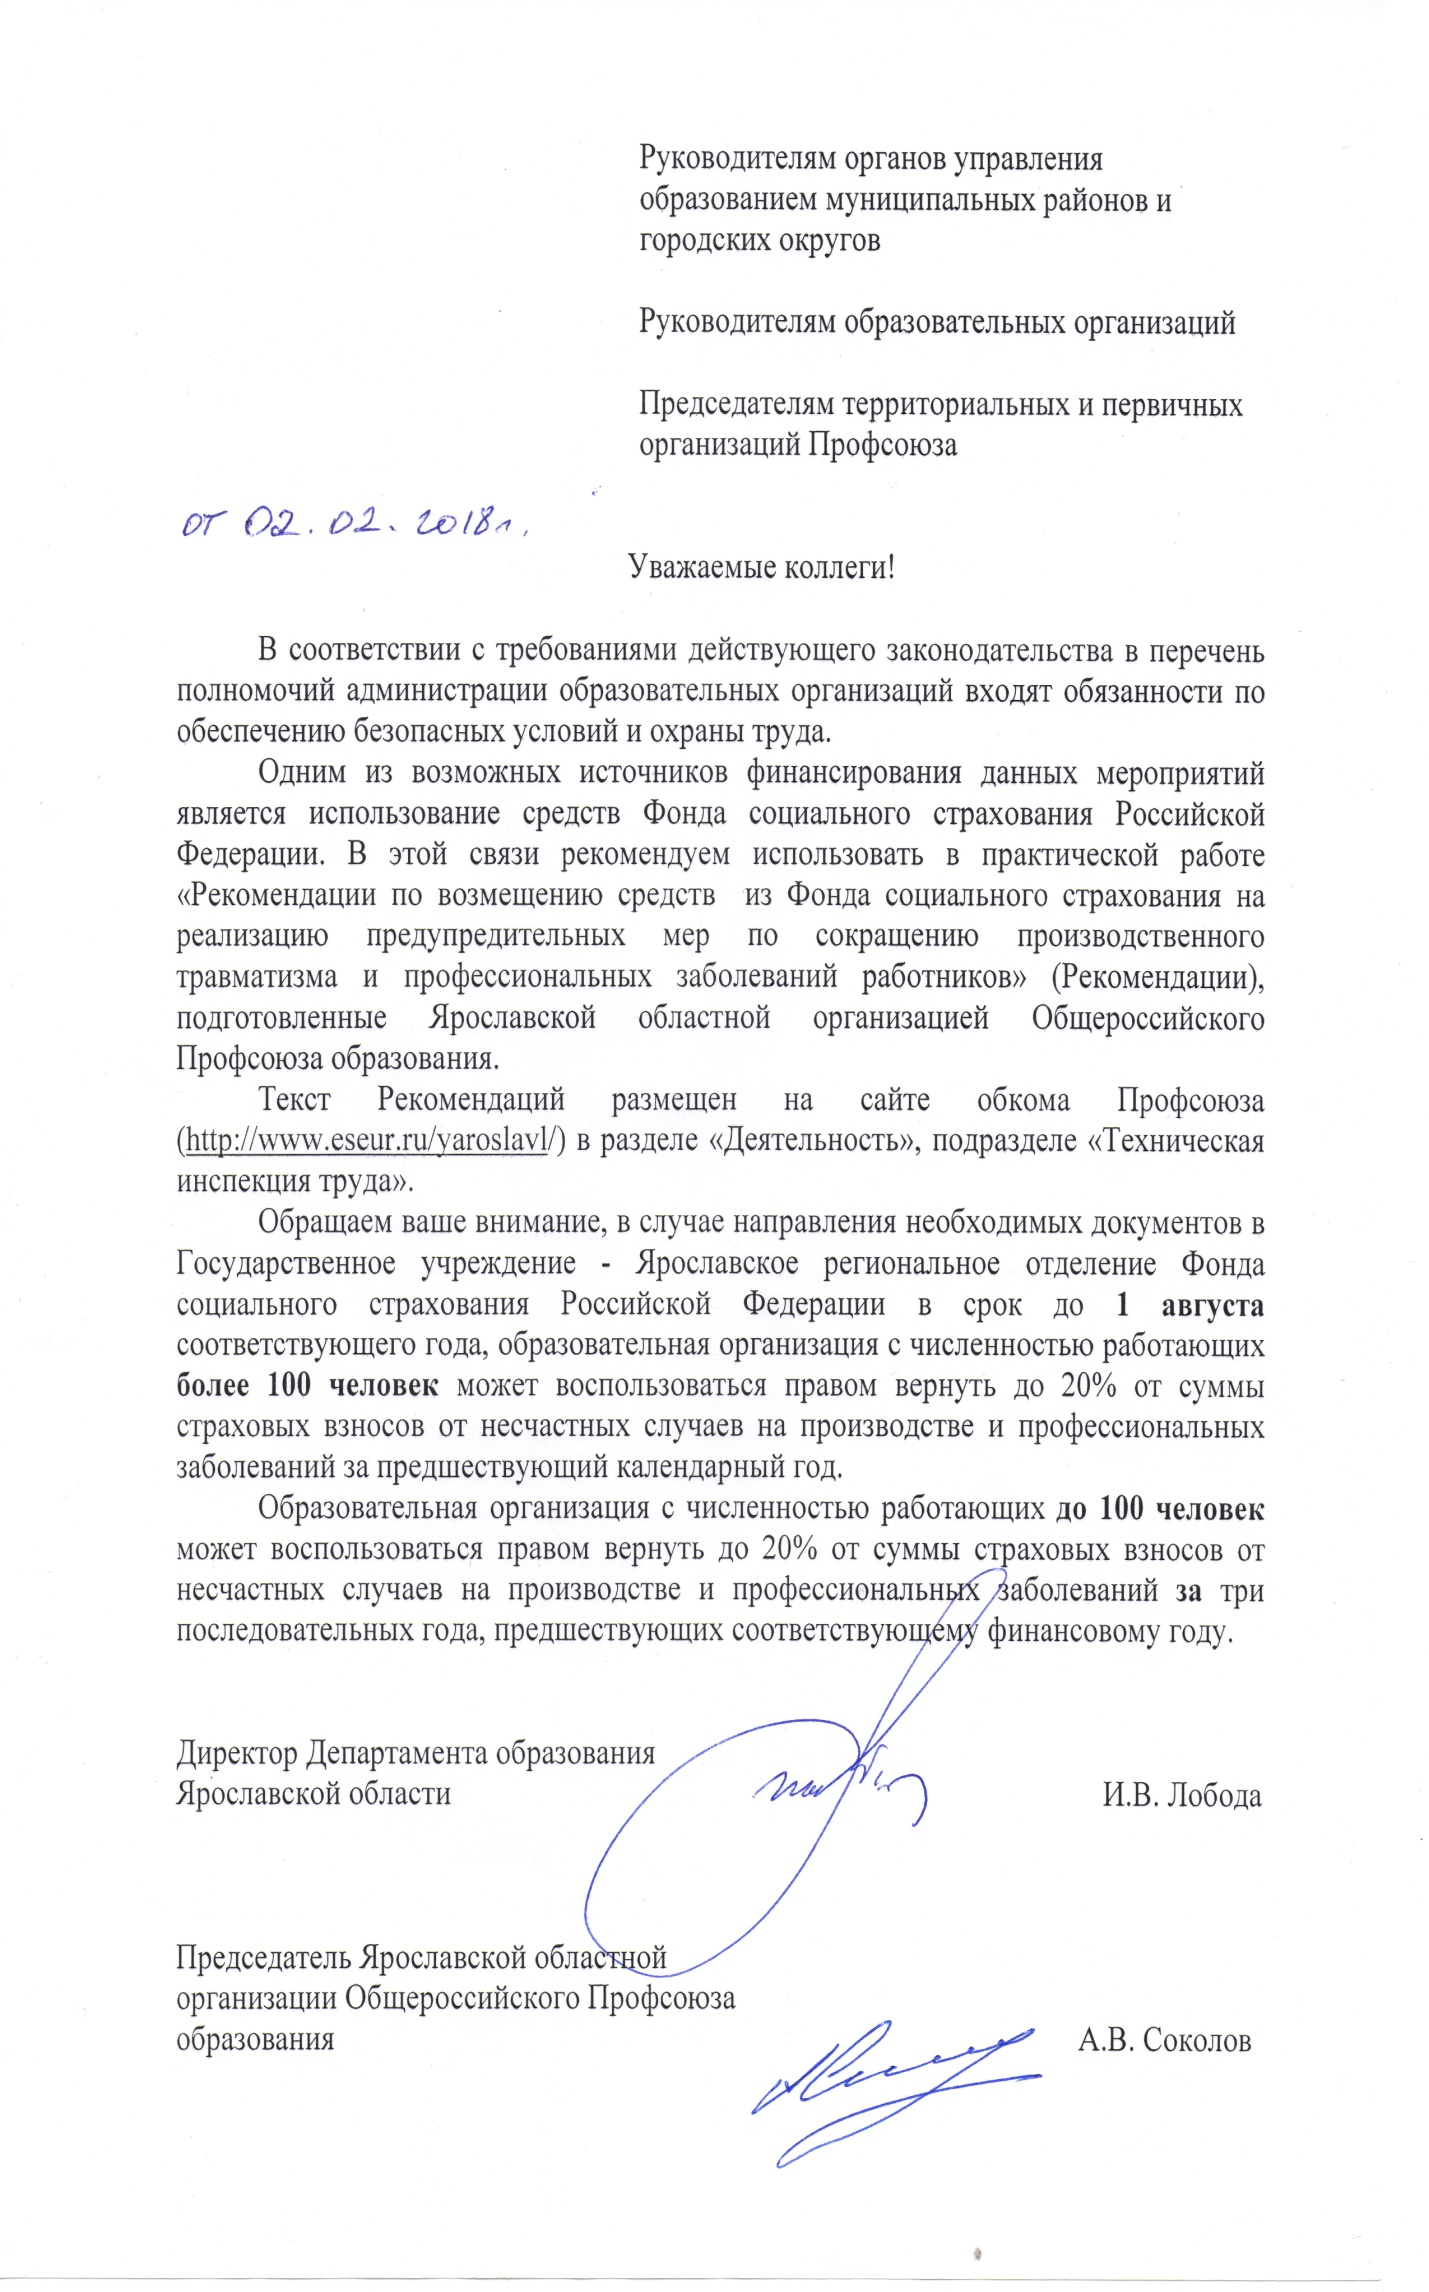 Руководителям органов управления
образованием муниципальных районов и
городских округов
Руководителям образовательных организаций
Председателям территориальных и первичных
организаций Профсоюза
от 02.02.2018г.
Уважаемые коллеги!
В соответствии с требованиями действующего законодательства в перечень
полномочий администрации образовательных организаций входят обязанности по
обеспечению безопасных условий и охраны труда.
Одним из возможных источников финансирования данных мероприятий
является использование средств Фонда социального страхования Российской
Федерации. В этой связи рекомендуем использовать в практической работе
«Рекомендации по возмещению средств из Фонда социального страхования на
реализацию предупредительных мер по сокращению производственного
травматизма и профессиональных заболеваний работников» (Рекомендации),
подготовленные Ярославской областной организацией Общероссийского
Профсоюза образования.
Текст Рекомендаций размещен на сайте обкома Профсоюза
(http://www.eseur.ru/yaroslavl/) в разделе «Деятельность», подразделе «Техническая
инспекция труда».
Обращаем ваше внимание, в случае направления необходимых документов в
Государственное учреждение - Ярославское региональное отделение Фонда
социального страхования Российской Федерации в срок до 1 августа
соответствующего года, образовательная организация с численностью работающих
более 100 человек может воспользоваться правом вернуть до 20% от суммы
страховых взносов от несчастных случаев на производстве и профессиональных
заболеваний за предшествующий календарный год.
Образовательная организация с численностью работающих до 100 человек
может воспользоваться правом вернуть до 20% от суммы страховых взносов от
несчастных случаев на производстве и профессиональных заболеваний за три
последовательных года, предшествующих соответствующему финансовому году.
Директор Департамента образования
Ярославской области И.В. Лобода
Председатель Ярославской областной
организации Общероссийского Профсоюза
образования А.В. Соколов